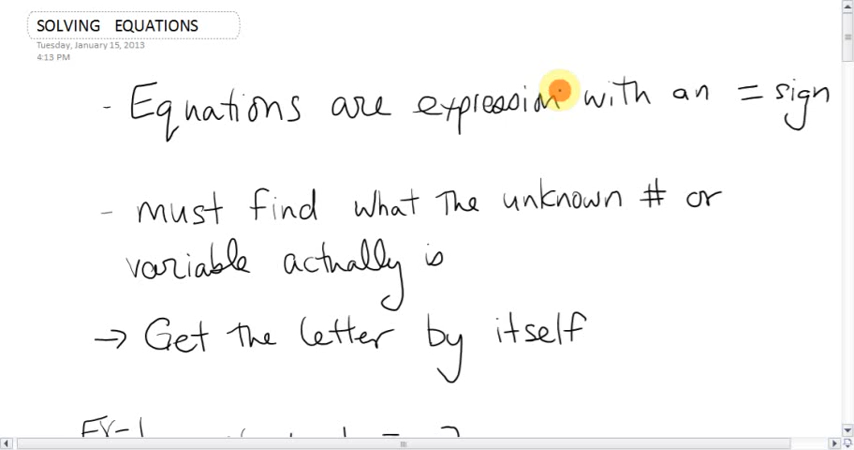 SOLVING EQUATIONS
Tuesday, January 15, 2013
4:13 PM
- Equations are expression with an = sign
- must find what the unknown # or
variable actually is
→ Get the letter by itself